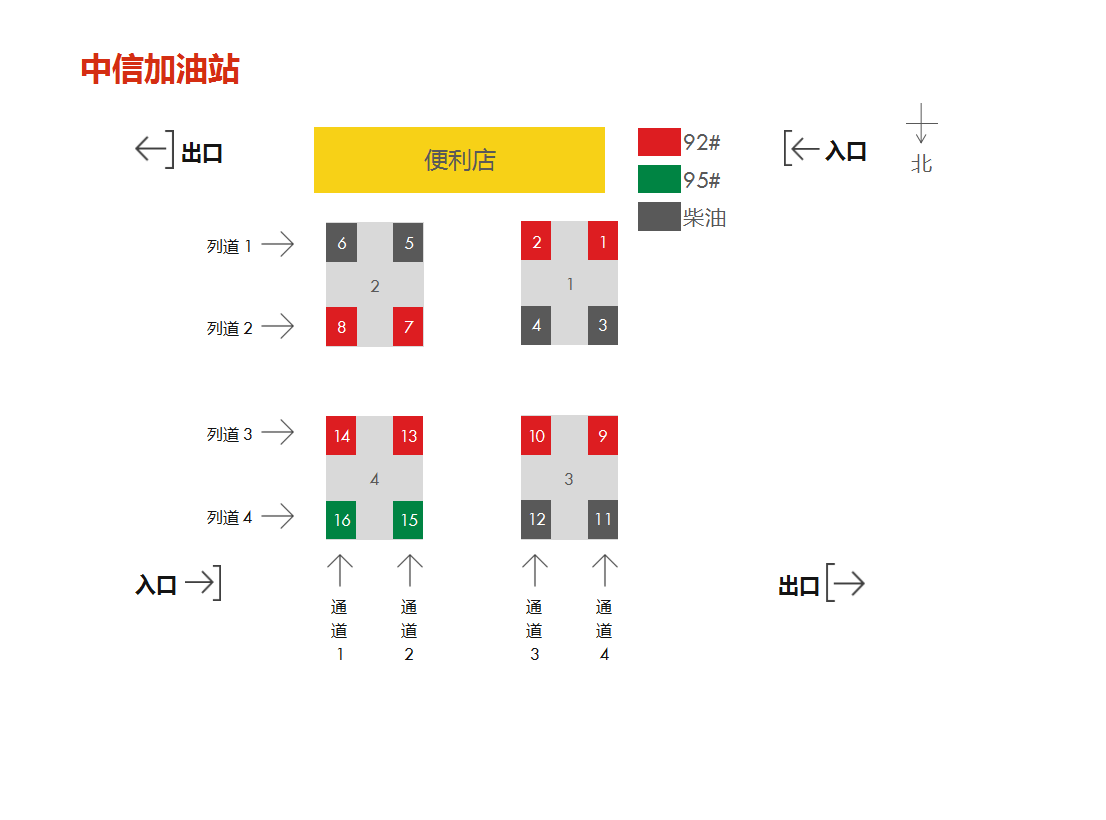 中信加油站
出口
便利店
92#
95#
柴油
入口
北
列道 1
6 5
2
2 1
1
列道 2
8 7
4 3
列道 3
14 13
4
10 9
3
列道 4
16 15
12 11
入口
出口
通道1
通道2
通道3
通道4